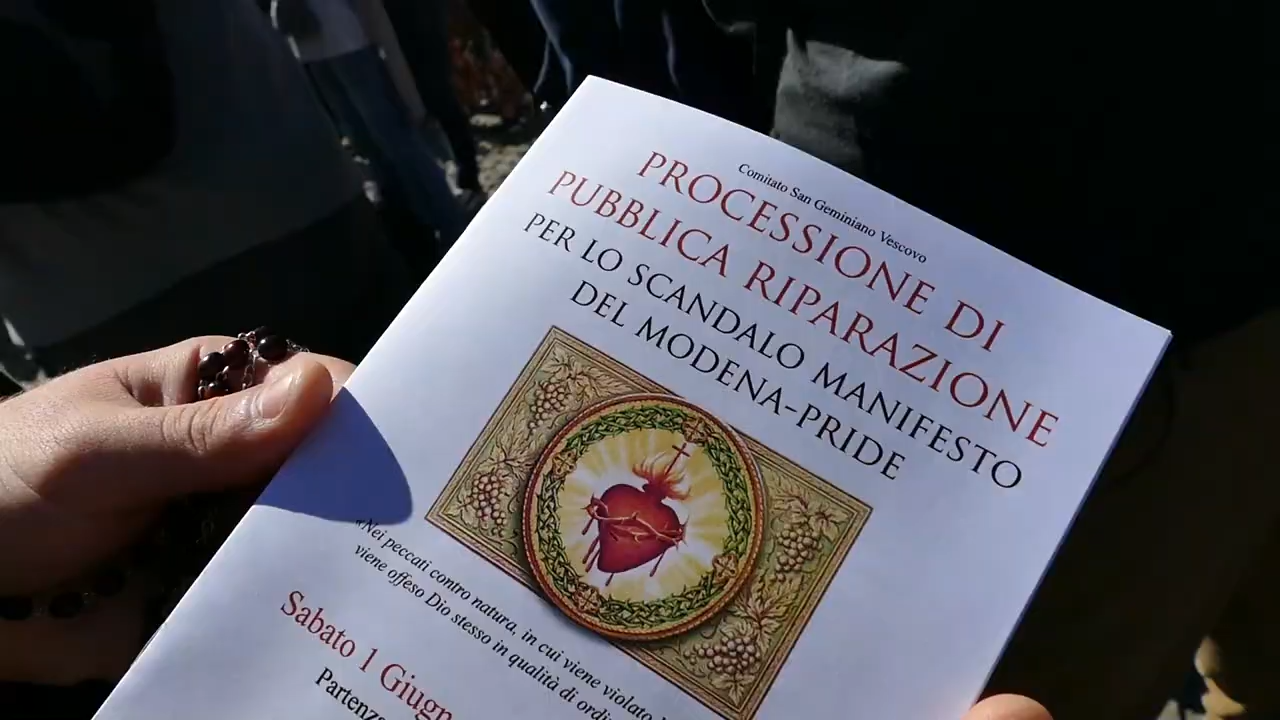 Comitato San Geminiano Vescovo
PROCESSIONE DI
PUBBLICA RIPARAZIONE
PER LO SCANDALO MANIFESTO
DEL MODENA-PRIDE
«Nei peccati contro natura, in cui viene violato
viene offeso Dio stesso in qualità di
Sabato 1 Giugn
Partenza